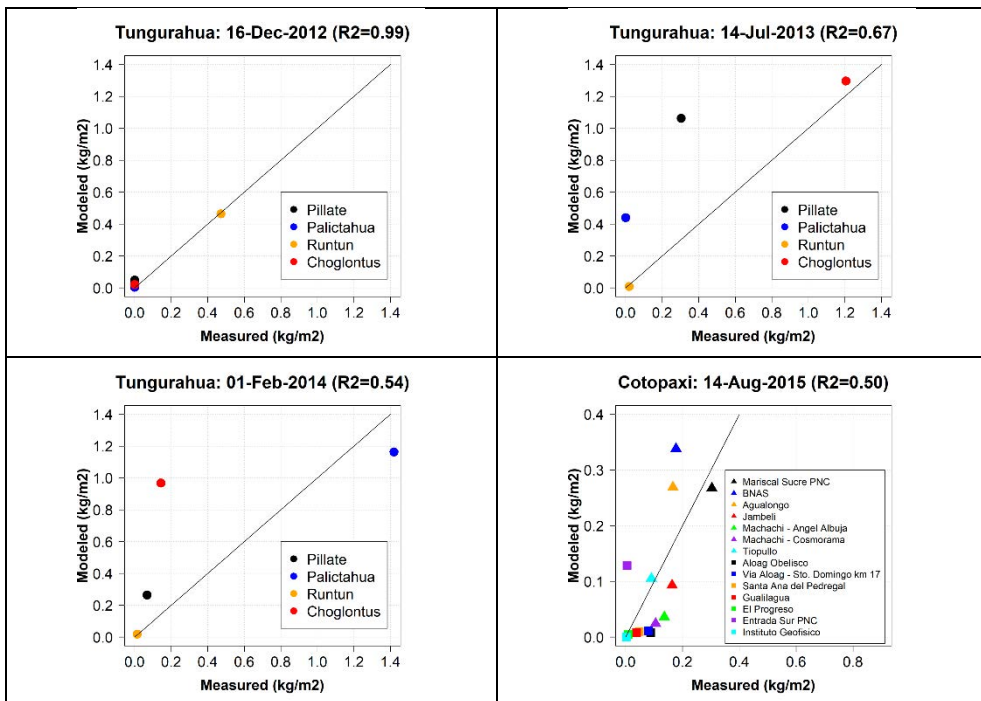 Tungurahua: 16-Dec-2012 (R2=0.99)
1.4
1.2
1.0
0.8
0.6
0.4
0.2
0.0
Modeled (kg/m2)
Pillate
Palictahua
Runtun
Choglontus
0.0 0.2 0.4 0.6 0.8 1.0 1.2 1.4
Measured (kg/m2)
Tungurahua: 14-Jul-2013 (R2=0.67)
1.4
1.2
1.0
0.8
0.6
0.4
0.2
0.0
Modeled (kg/m2)
Pillate
Palictahua
Runtun
Choglontus
0.0 0.2 0.4 0.6 0.8 1.0 1.2 1.4
Measured (kg/m2)
Tungurahua: 01-Feb-2014 (R2=0.54)
1.4
1.2
1.0
0.8
0.6
0.4
0.2
0.0
Modeled (kg/m2)
Pillate
Palictahua
Runtun
Choglontus
0.0 0.2 0.4 0.6 0.8 1.0 1.2 1.4
Measured (kg/m2)
Cotopaxi: 14-Aug-2015 (R2=0.50)
0.4
0.3
0.2
0.1
0.0
Modeled (kg/m2)
Mariscal Sucre PNC
BNAS
Agualongo
Jambeli
Machachi - Angel Albuja
Machachi - Cosmorama
Tiopullo
Aloag Obelisco
Via Aloag - Sto. Domingo km 17
Santa Ana del Pedregal
Gualilagua
El Progreso
Entrada Sur PNC
Instituto Geofisico
0.0 0.2 0.4 0.6 0.8
Measured (kg/m2)